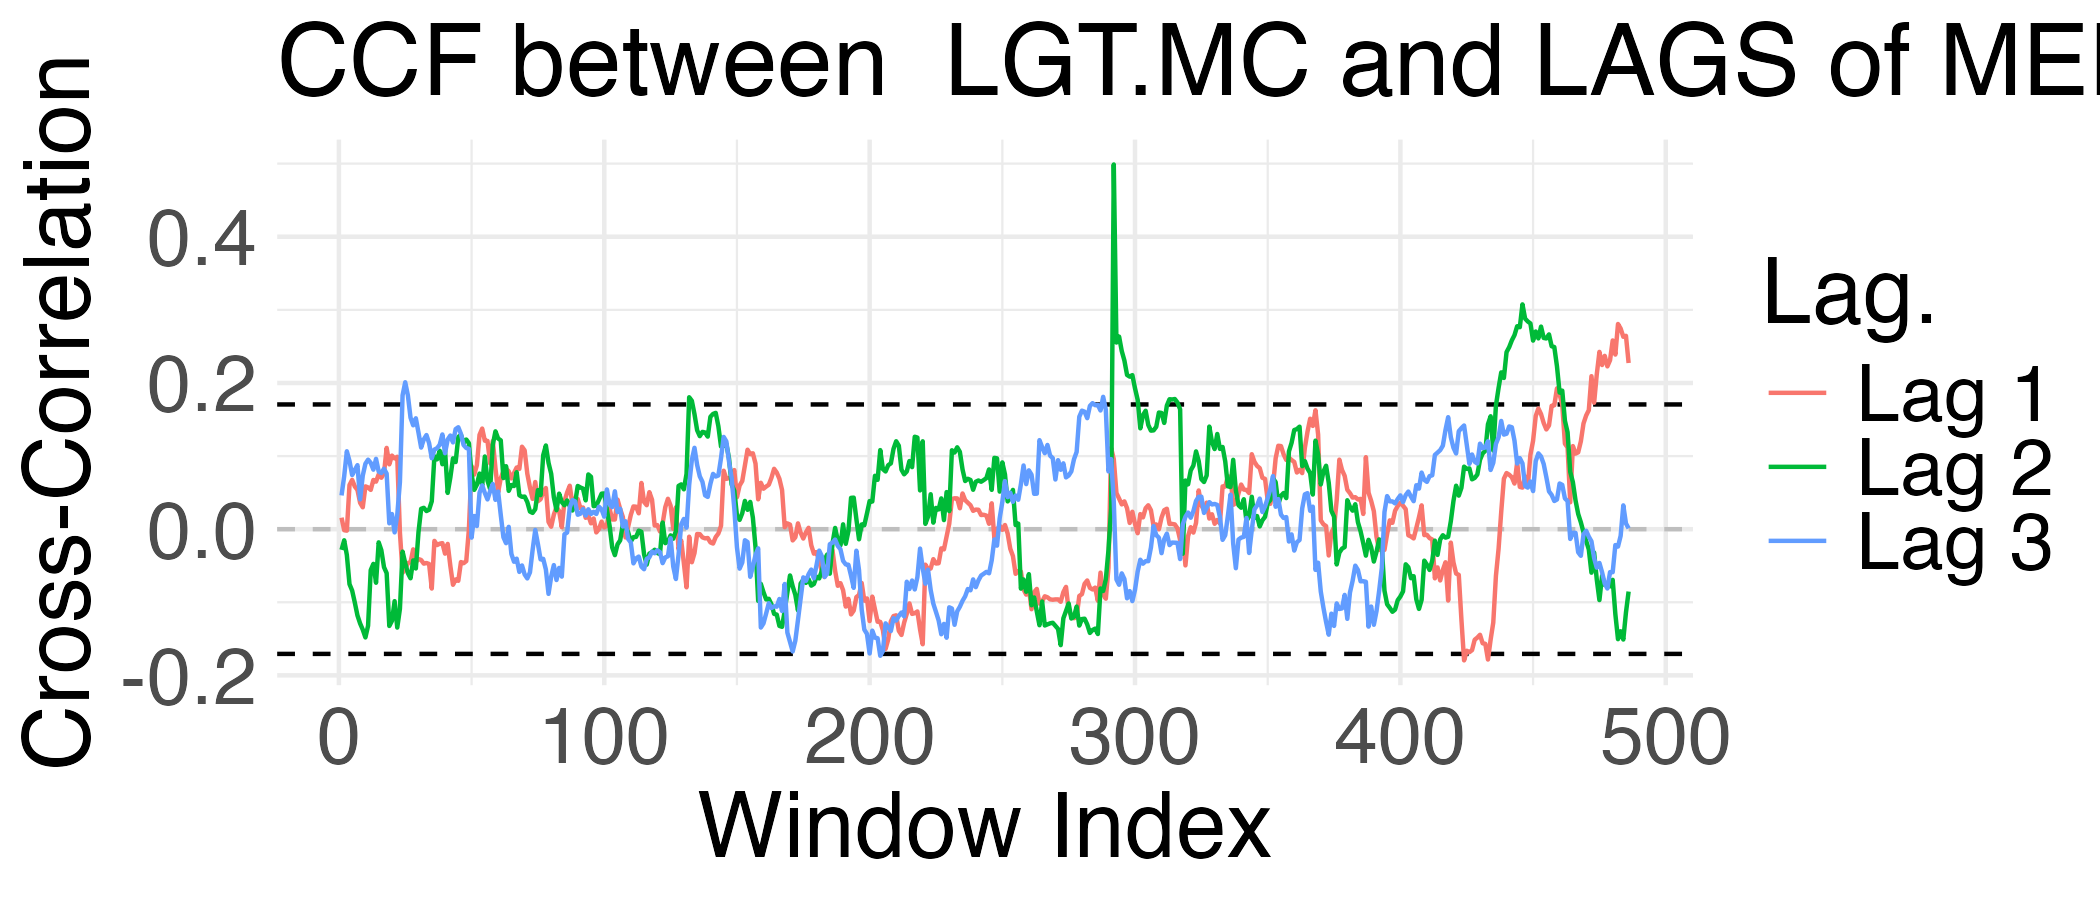 CCF between LGT.MC and LAGS of
Cross-Correlation
0.4
0.2
0.0
-0.2
0
100
200
300
400
500
Window Index
Lag.
Lag 1
Lag 2
Lag 3